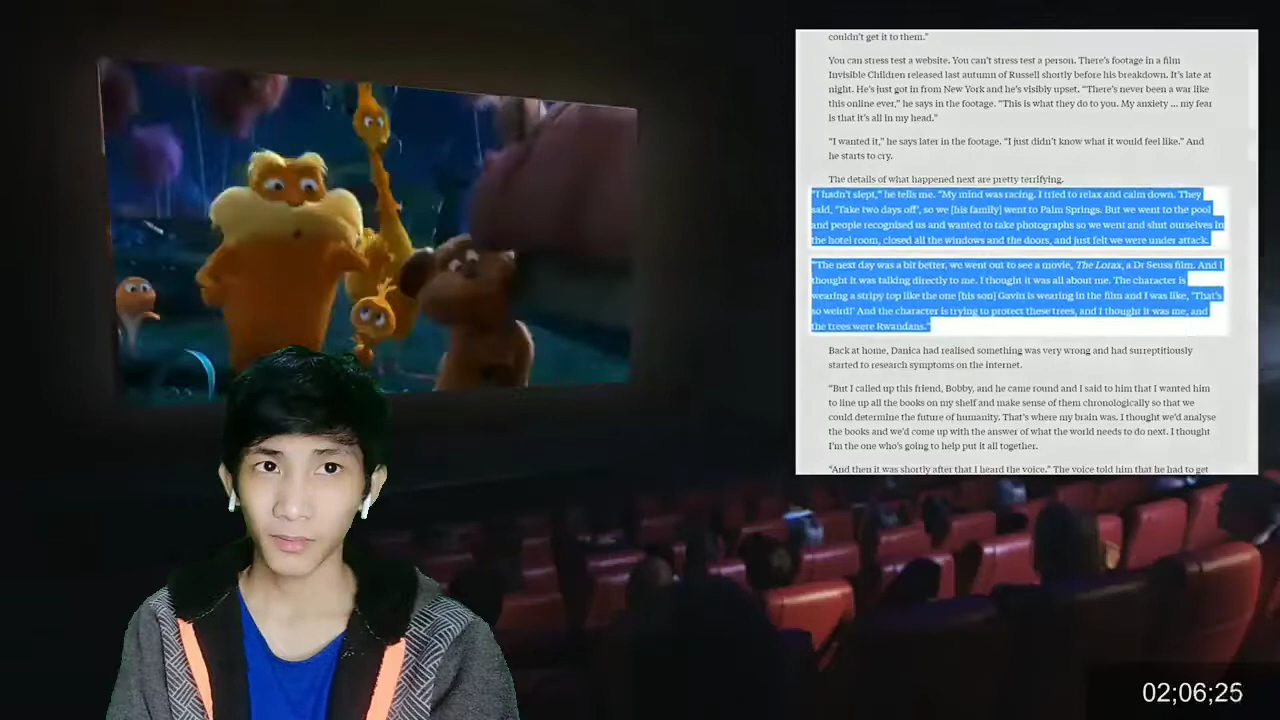 couldn't get it to them."
You can stress test a website. You can't stress test a person. There's footage in a film
Invisible Children released last autumn of Russell shortly before his breakdown. It's late at
night. He's just got in from New York and he's visibly upset. "There's never been a war like
this online ever," he says in the footage. "This is what they do to you. My anxiety ... my fear
is that it's all in my head."
"I wanted it," he says later in the footage. "I just didn't know what it would feel like." And
he starts to cry.
The details of what happened next are pretty terrifying.
"I hadn't slept," he tells me. "My mind was racing. I tried to relax and calm down. They
said, 'Take two days off', so we [his family] went to Palm Springs. But we went to the pool
and people recognised us and wanted to take photographs so we went and shut ourselves in
the hotel room, closed all the windows and the doors, and just felt we were under attack.
"The next day was a bit better, we went out to see a movie, The Lorax, a Dr Seuss film. And I
thought it was talking directly to me. I thought it was all about me. The character is
wearing a stripy top like the one [his son] Gavin is wearing in the film and I was like, 'That's
so weird!' And the character is trying to protect these trees, and I thought it was me, and
the trees were Rwandans."
Back at home, Danica had realised something was very wrong and had surreptitiously
started to research symptoms on the internet.
"But I called up this friend, Bobby, and he came round and I said to him that I wanted him
to line up all the books on my shelf and make sense of them chronologically so that we
could determine the future of humanity. That's where my brain was. I thought we'd analyse
the books and we'd come up with the answer of what the world needs to do next. I thought
I'm the one who's going to help put it all together.
"And then it was shortly after that I heard the voice." The voice told him that he had to get
02;06;25